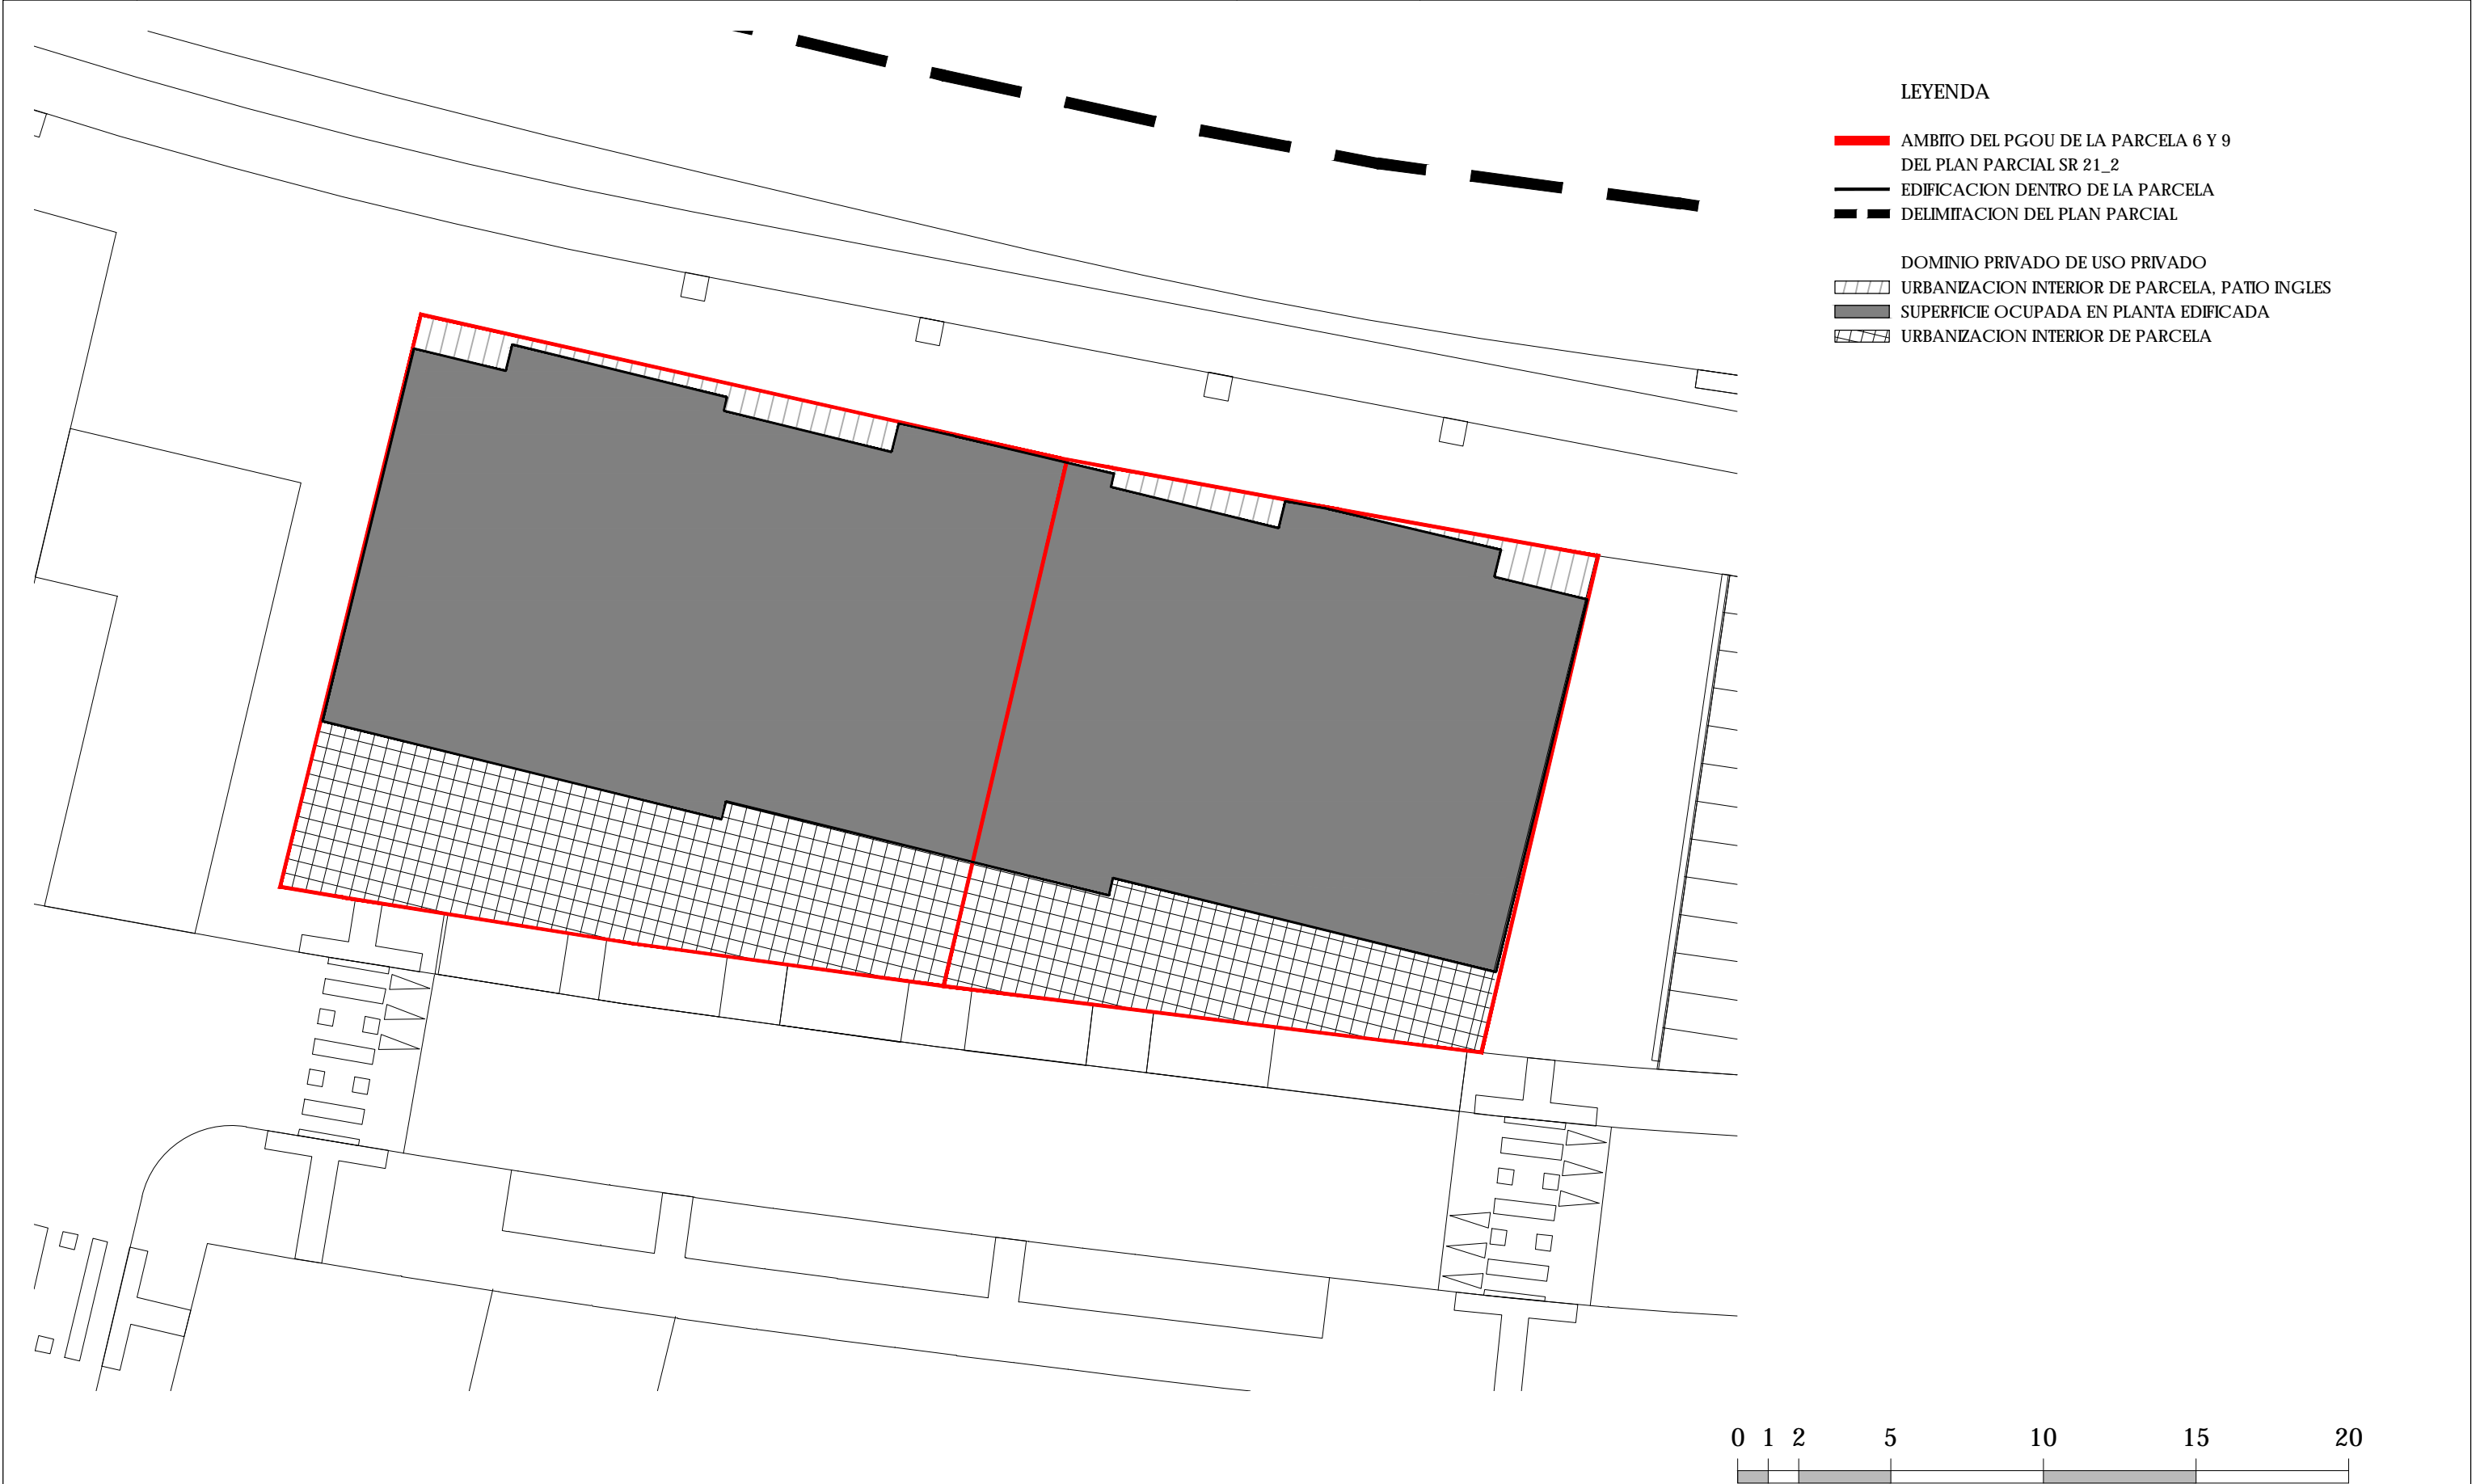 LEYENDA
AMBITO DEL PGOU DE LA PARCELA 6 Y 9
DEL PLAN PARCIAL SR 21_2
EDIFICACION DENTRO DE LA PARCELA
DELIMITACION DEL PLAN PARCIAL
DOMINIO PRIVADO DE USO PRIVADO
URBANIZACION INTERIOR DE PARCELA, PATIO INGLES
SUPERFICIE OCUPADA EN PLANTA EDIFICADA
URBANIZACION INTERIOR DE PARCELA
0 1 2 5 10 15 20